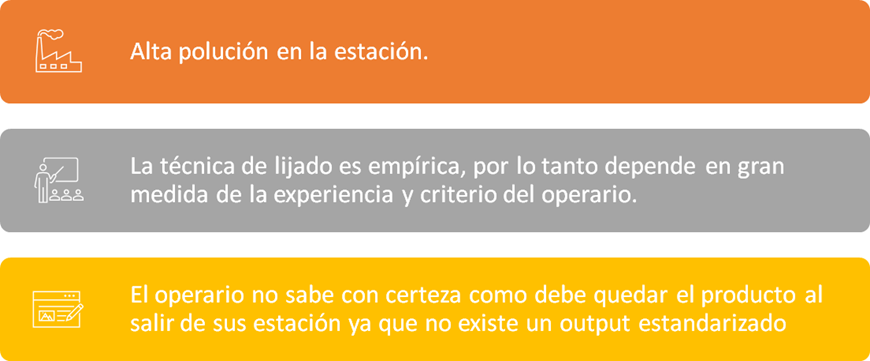 Alta polución en la estación.
La técnica de lijado es empírica, por lo tanto depende en gran
medida de la experiencia y criterio del operario.
El operario no sabe con certeza como debe quedar el producto al
salir de sus estación ya que no existe un output estandarizado